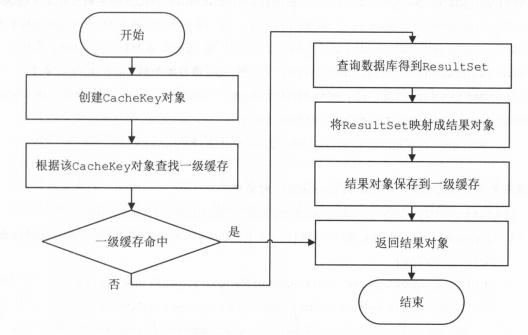 开始
创建CacheKey对象
根据该CacheKey对象查找一级缓存
一级缓存命中
是
否
查询数据库得到ResultSet
将ResultSet映射成结果对象
结果对象保存到一级缓存
返回结果对象
结束